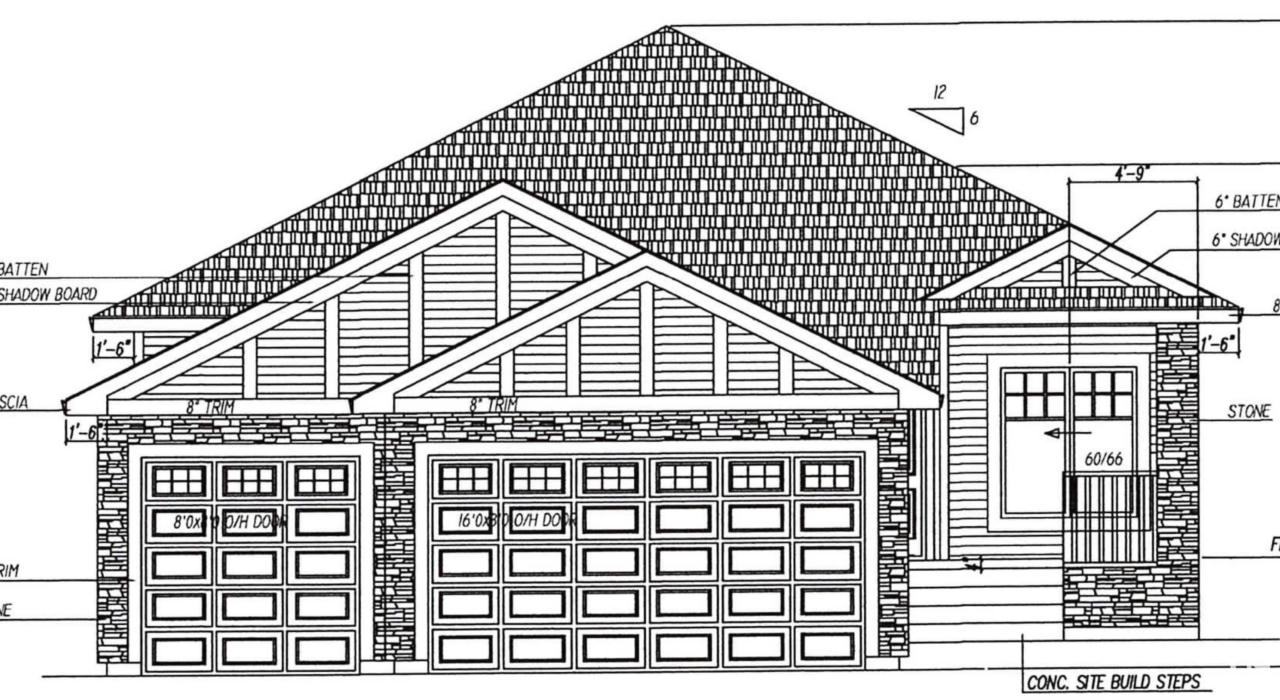 12
6
4'-9"
6" BATTEN
6" SHADOW
BATTEN
SHADOW BOARD
8
1'-6"
1'-6"
SCIA
8" TRIM
8" TRIM
STONE
1'-6"
60/66
8'0x8'0 O/H DOOR
16'0x8'0 O/H DOOR
RIM
NE
CONC. SITE BUILD STEPS